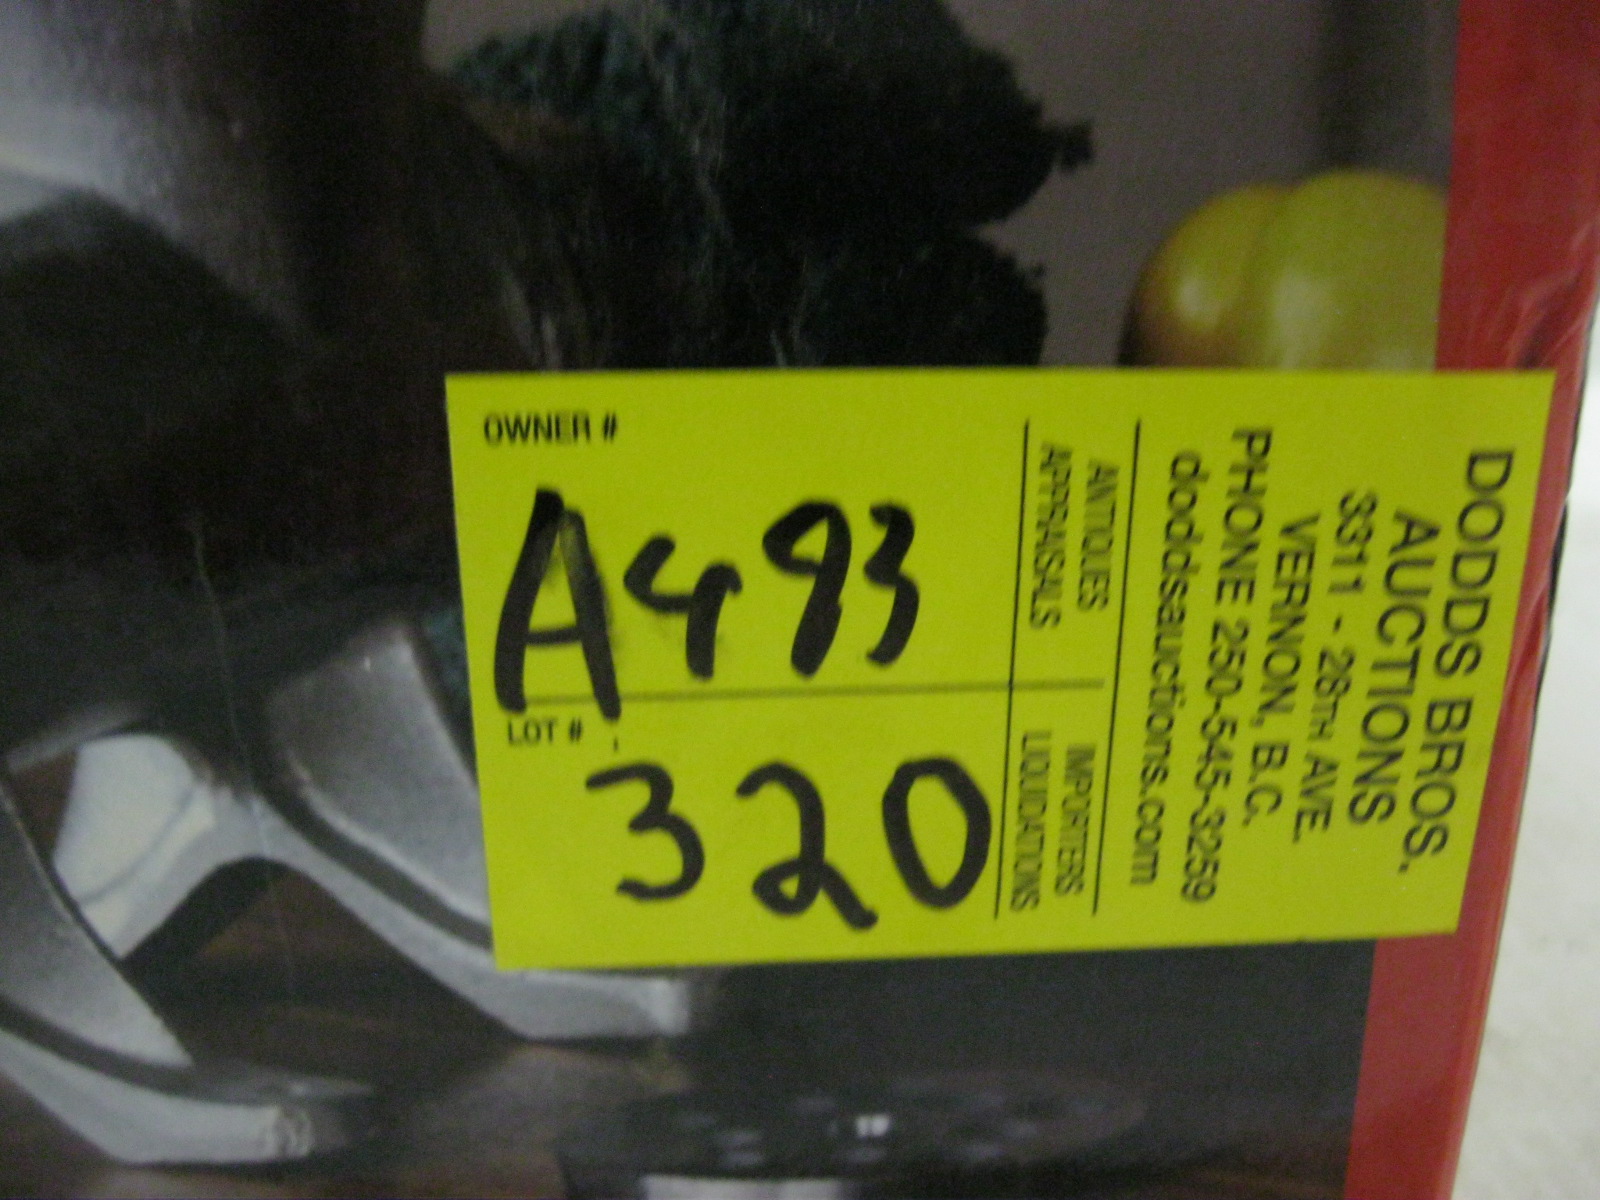 OWNER #
A493
LOT #
320
DODDS BROS.
AUCTIONS
3311 - 28TH AVE.
VERNON, B.C.
PHONE 250-545-3259
doddsauctions.com
ANTIQUES
APPRAISALS
IMPORTERS
LIQUIDATIONS